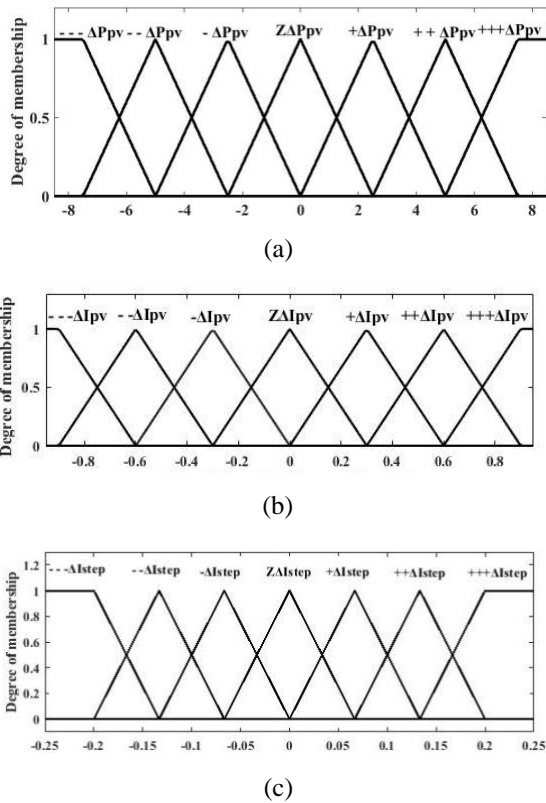 - - - ΔPpv -- ΔPpv - ΔPpv ZΔPpv +ΔPpv + + ΔPpv +++ΔPpv
Degree of membership
1
0.5
0
-8 -6 -4 -2 0 2 4 6 8
(a)
---ΔIpv --ΔIpv -ΔIpv ZΔIpv +ΔIpv ++ΔIpv +++ΔIpv
Degree of membership
1
0.5
0
-0.8 -0.6 -0.4 -0.2 0 0.2 0.4 0.6 0.8
(b)
---ΔIstep --ΔIstep -ΔIstep ZΔIstep +ΔIstep ++ΔIstep +++ΔIstep
Degree of membership
1.2
1
0.8
0.6
0.4
0.2
0
-0.25 -0.2 -0.15 -0.1 -0.05 0 0.05 0.1 0.15 0.2 0.25
(c)